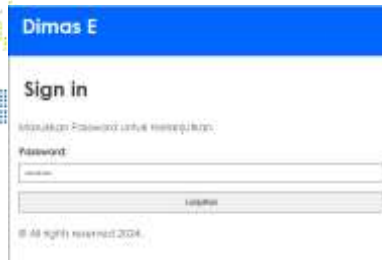 Dimas E
Sign in
Masukkan Password untuk melanjutkan.
Password:
Lanjutkan
© All rights reserved 2024.